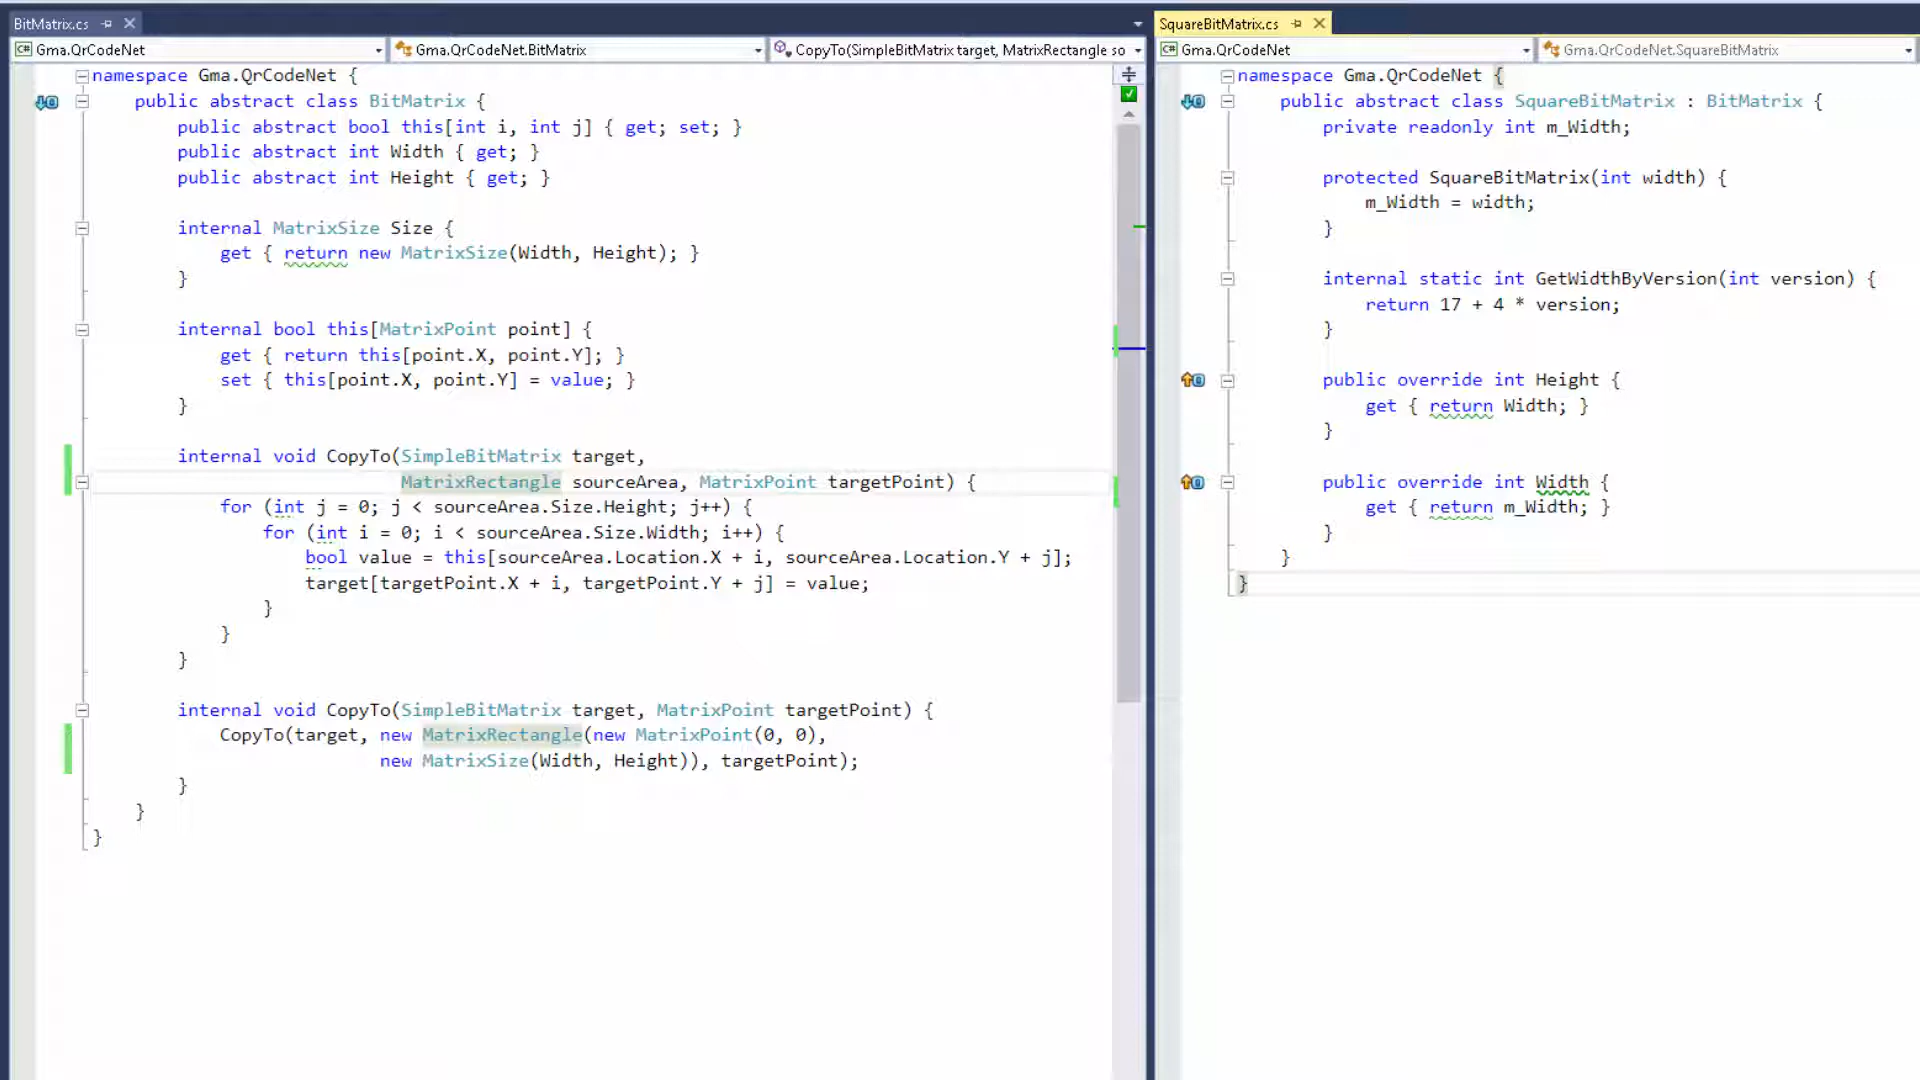 BitMatrix.cs
Gma.QrCodeNet
Gma.QrCodeNet.BitMatrix
CopyTo(SimpleBitMatrix target, MatrixRectangle so
namespace Gma.QrCodeNet {
public abstract class BitMatrix {
public abstract bool this[int i, int j] { get; set; }
public abstract int Width { get; }
public abstract int Height { get; }
internal MatrixSize Size {
get { return new MatrixSize(Width, Height); }
}
internal bool this[MatrixPoint point] {
get { return this[point.X, point.Y]; }
set { this[point.X, point.Y] = value; }
}
internal void CopyTo(SimpleBitMatrix target,
MatrixRectangle sourceArea, MatrixPoint targetPoint) {
for (int j = 0; j < sourceArea.Size.Height; j++) {
for (int i = 0; i < sourceArea.Size.Width; i++) {
bool value = this[sourceArea.Location.X + i, sourceArea.Location.Y + j];
target[targetPoint.X + i, targetPoint.Y + j] = value;
}
}
}
internal void CopyTo(SimpleBitMatrix target, MatrixPoint targetPoint) {
CopyTo(target, new MatrixRectangle(new MatrixPoint(0, 0),
new MatrixSize(Width, Height)), targetPoint);
}
}
}
SquareBitMatrix.cs
Gma.QrCodeNet
Gma.QrCodeNet.SquareBitMatrix
namespace Gma.QrCodeNet {
public abstract class SquareBitMatrix : BitMatrix {
private readonly int m_Width;
protected SquareBitMatrix(int width) {
m_Width = width;
}
internal static int GetWidthByVersion(int version) {
return 17 + 4 * version;
}
public override int Height {
get { return Width; }
}
public override int Width {
get { return m_Width; }
}
}
}